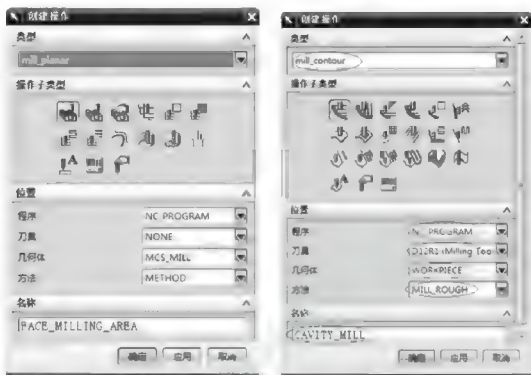 创建操作
类型
mill_planar
操作子类型
位置
程序 NC_PROGRAM
刀具 NONE
几何体 MCS_MILL
方法 METHOD
名称
FACE_MILLING_AREA
确定 应用 取消
创建操作
类型
mill_contour
操作子类型
位置
程序 NC_PROGRAM
刀具 D12R1 (Milling Too
几何体 WORKPIECE
方法 MILL_ROUGH
名称
CAVITY_MILL
确定 应用 取消